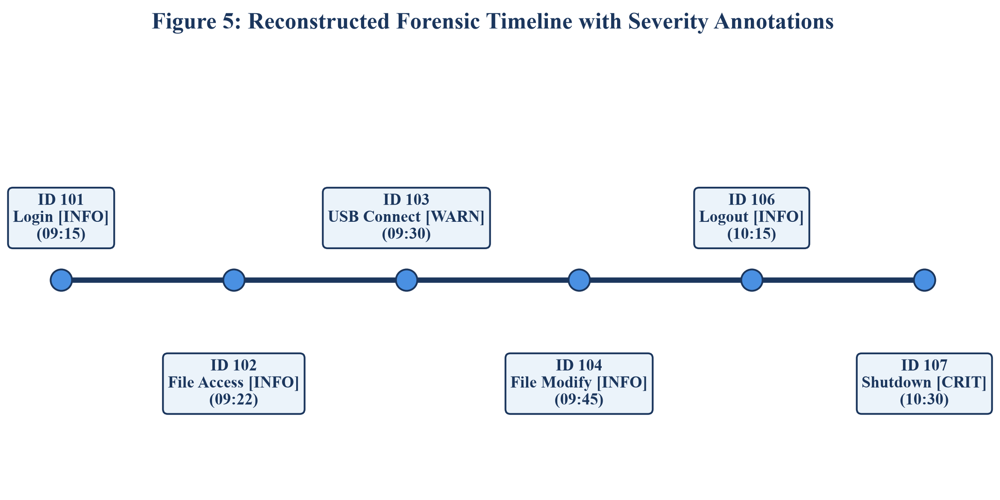 Figure 5: Reconstructed Forensic Timeline with Severity Annotations
ID 101
Login [INFO]
(09:15)
ID 102
File Access [INFO]
(09:22)
ID 103
USB Connect [WARN]
(09:30)
ID 104
File Modify [INFO]
(09:45)
ID 106
Logout [INFO]
(10:15)
ID 107
Shutdown [CRIT]
(10:30)